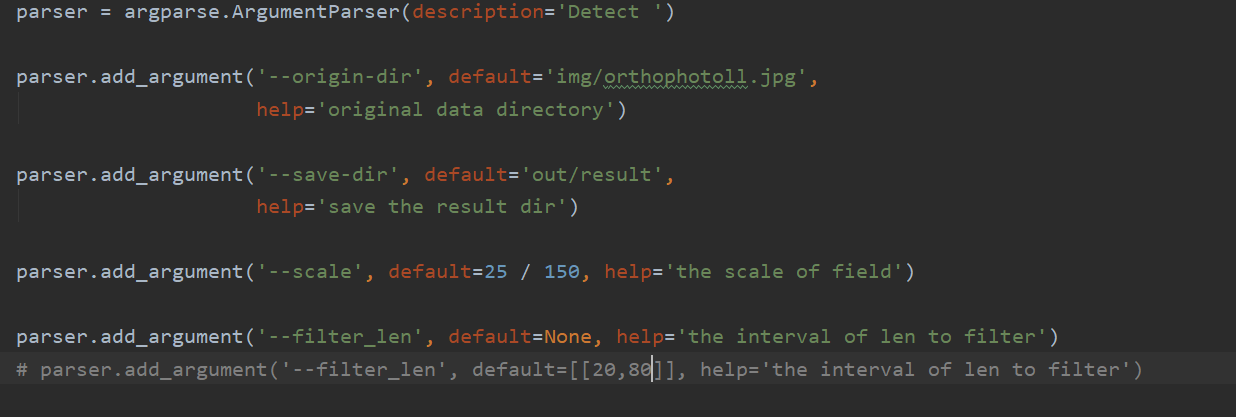 parser = argparse.ArgumentParser(description='Detect ')
parser.add_argument('--origin-dir', default='img/orthophotoll.jpg',
help='original data directory')
parser.add_argument('--save-dir', default='out/result',
help='save the result dir')
parser.add_argument('--scale', default=25 / 150, help='the scale of field')
parser.add_argument('--filter_len', default=None, help='the interval of len to filter')
# parser.add_argument('--filter_len', default=[[20,80]], help='the interval of len to filter')